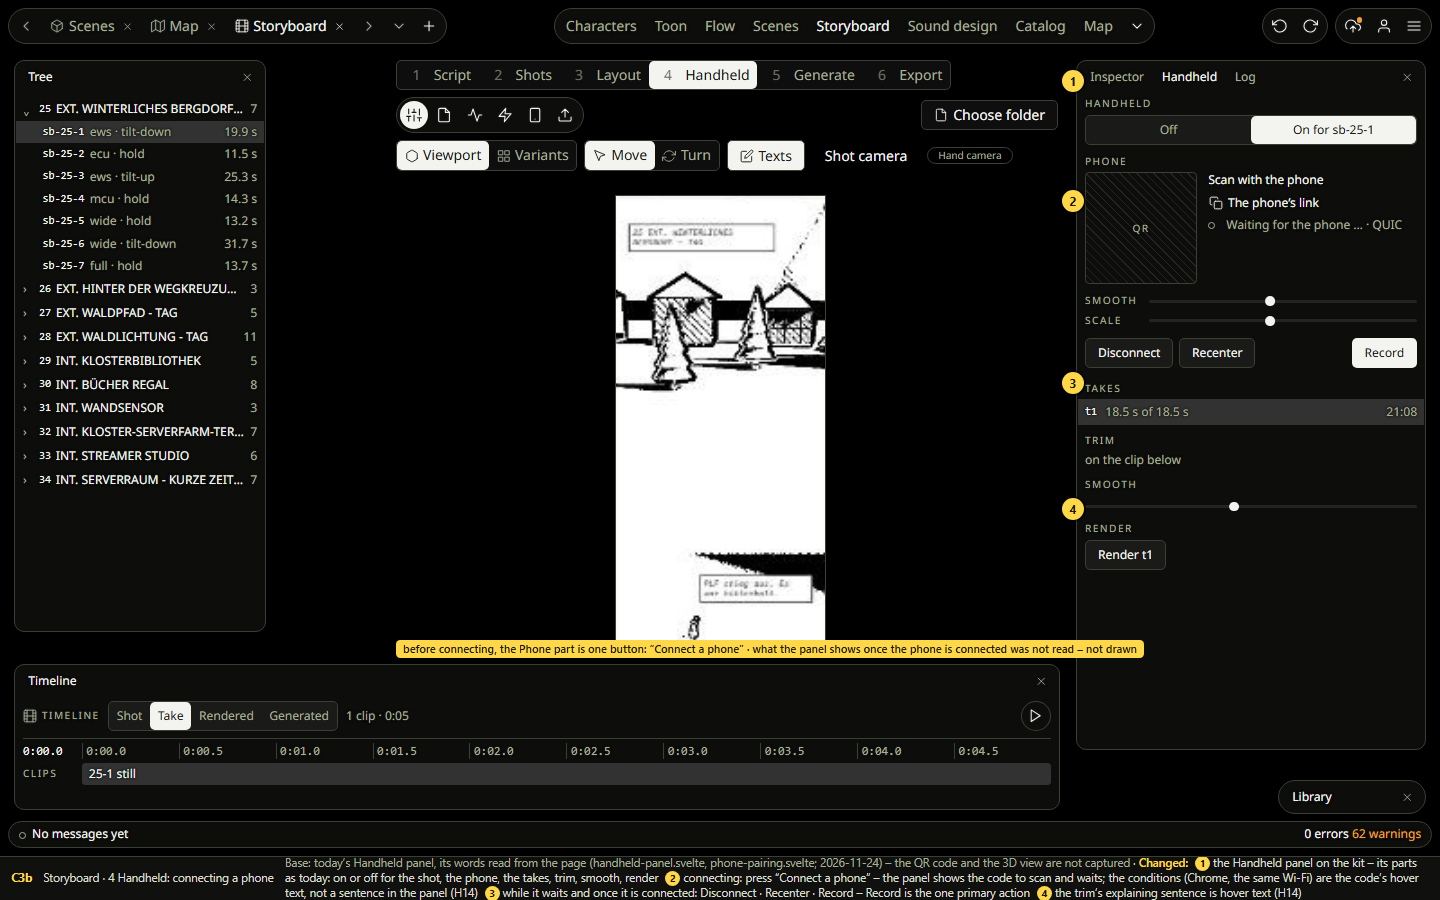 Scenes × Map × Storyboard ×
Characters Toon Flow Scenes Storyboard Sound design Catalog Map
Tree
25 EXT. WINTERLICHES BERGDORF... 7
sb-25-1 ews · tilt-down 19.9 s
sb-25-2 ecu · hold 11.5 s
sb-25-3 ews · tilt-up 25.3 s
sb-25-4 mcu · hold 14.3 s
sb-25-5 wide · hold 13.2 s
sb-25-6 wide · tilt-down 31.7 s
sb-25-7 full · hold 13.7 s
26 EXT. HINTER DER WEGKREUZU... 3
27 EXT. WALDPFAD - TAG 5
28 EXT. WALDLICHTUNG - TAG 11
29 INT. KLOSTERBIBLIOTHEK 5
30 INT. BÜCHER REGAL 8
31 INT. WANDSENSOR 3
32 INT. KLOSTER-SERVERFARM-TER... 7
33 INT. STREAMER STUDIO 6
34 INT. SERVERRAUM - KURZE ZEIT... 7
1 Script 2 Shots 3 Layout 4 Handheld 5 Generate 6 Export
Choose folder
Viewport Variants Move Turn Texts Shot camera Hand camera
25 EXT. WINTERLICHES
BERGDORF - TAG
before connecting, the Phone part is one button: “Connect a phone” · what the panel shows once the phone is connected was not read – not drawn
1 Inspector Handheld Log
HANDHELD
Off On for sb-25-1
PHONE
2
QR
Scan with the phone
The phone’s link
Waiting for the phone ... · QUIC
SMOOTH
SCALE
Disconnect Recenter Record
3
TAKES
t1 18.5 s of 18.5 s 21:08
TRIM
on the clip below
SMOOTH
4
RENDER
Render t1
Timeline
TIMELINE Shot Take Rendered Generated 1 clip · 0:05
0:00.0 0:00.0 0:00.5 0:01.0 0:01.5 0:02.0 0:02.5 0:03.0 0:03.5 0:04.0 0:04.5
CLIPS 25-1 still
Library
No messages yet 0 errors 62 warnings
C3b Storyboard · 4 Handheld: connecting a phone
Base: today’s Handheld panel, its words read from the page (handheld-panel.svelte, phone-pairing.svelte; 2026-11-24) – the QR code and the 3D view are not captured · Changed: 1 the Handheld panel on the kit – its parts
as today: on or off for the shot, the phone, the takes, trim, smooth, render 2 connecting: press “Connect a phone” – the panel shows the code to scan and waits; the conditions (Chrome, the same Wi-Fi) are the code’s hover
text, not a sentence in the panel (H14) 3 while it waits and once it is connected: Disconnect · Recenter · Record – Record is the one primary action 4 the trim’s explaining sentence is hover text (H14)